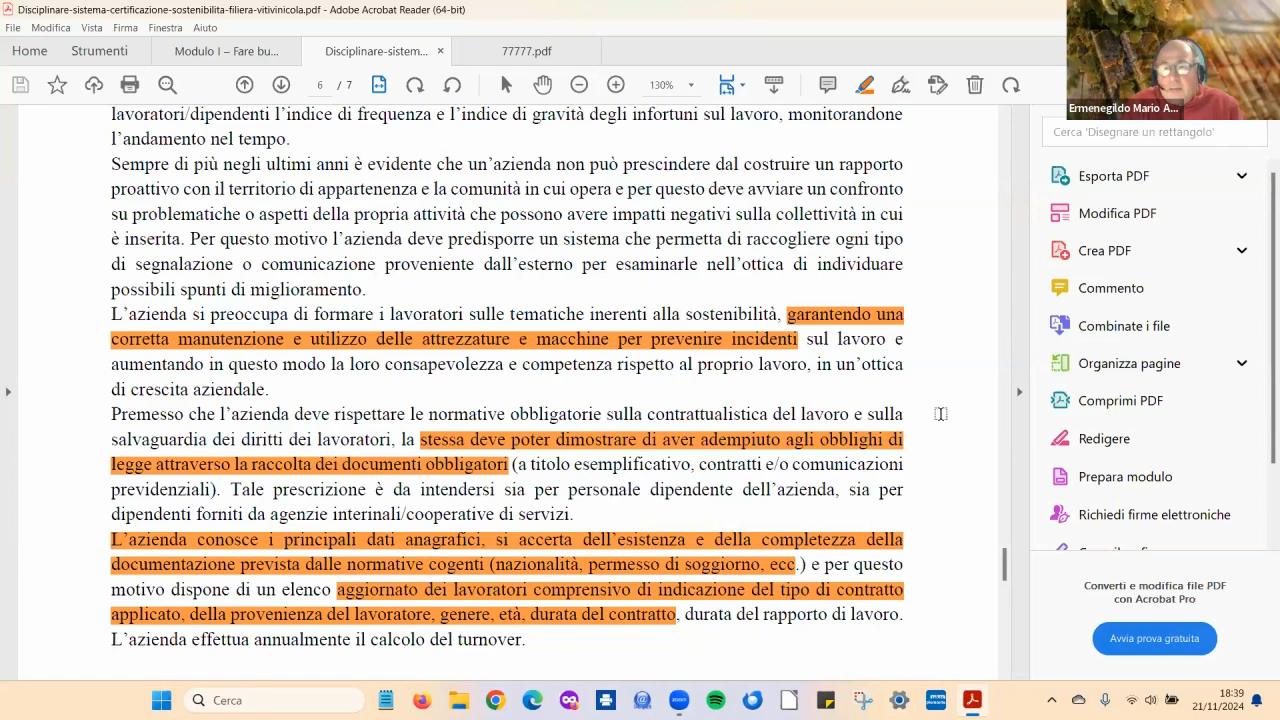 Disciplinare-sistema-certificazione-sostenibilita-filiera-vitivinicola.pdf - Adobe Acrobat Reader (64-bit)
File Modifica Vista Firma Finestra Aiuto
Home Strumenti Modulo I – Fare bu... Disciplinare-sistem... × 77777.pdf
6 / 7 130%
Ermenegildo Mario A...
lavoratori/dipendenti l’indice di frequenza e l’indice di gravità degli infortuni sul lavoro, monitorandone
l’andamento nel tempo.
Sempre di più negli ultimi anni è evidente che un’azienda non può prescindere dal costruire un rapporto
proattivo con il territorio di appartenenza e la comunità in cui opera e per questo deve avviare un confronto
su problematiche o aspetti della propria attività che possono avere impatti negativi sulla collettività in cui
è inserita. Per questo motivo l’azienda deve predisporre un sistema che permetta di raccogliere ogni tipo
di segnalazione o comunicazione proveniente dall’esterno per esaminarle nell’ottica di individuare
possibili spunti di miglioramento.
L’azienda si preoccupa di formare i lavoratori sulle tematiche inerenti alla sostenibilità, garantendo una
corretta manutenzione e utilizzo delle attrezzature e macchine per prevenire incidenti sul lavoro e
aumentando in questo modo la loro consapevolezza e competenza rispetto al proprio lavoro, in un’ottica
di crescita aziendale.
Premesso che l’azienda deve rispettare le normative obbligatorie sulla contrattualistica del lavoro e sulla
salvaguardia dei diritti dei lavoratori, la stessa deve poter dimostrare di aver adempiuto agli obblighi di
legge attraverso la raccolta dei documenti obbligatori (a titolo esemplificativo, contratti e/o comunicazioni
previdenziali). Tale prescrizione è da intendersi sia per personale dipendente dell’azienda, sia per
dipendenti forniti da agenzie interinali/cooperative di servizi.
L’azienda conosce i principali dati anagrafici, si accerta dell’esistenza e della completezza della
documentazione prevista dalle normative cogenti (nazionalità, permesso di soggiorno, ecc.) e per questo
motivo dispone di un elenco aggiornato dei lavoratori comprensivo di indicazione del tipo di contratto
applicato, della provenienza del lavoratore, genere, età, durata del contratto, durata del rapporto di lavoro.
L’azienda effettua annualmente il calcolo del turnover.
Cerca 'Disegnare un rettangolo'
Esporta PDF
Modifica PDF
Crea PDF
Commento
Combinate i file
Organizza pagine
Comprimi PDF
Redigere
Prepara modulo
Richiedi firme elettroniche
Converti e modifica file PDF
con Acrobat Pro
Avvia prova gratuita
Cerca
18:39
21/11/2024